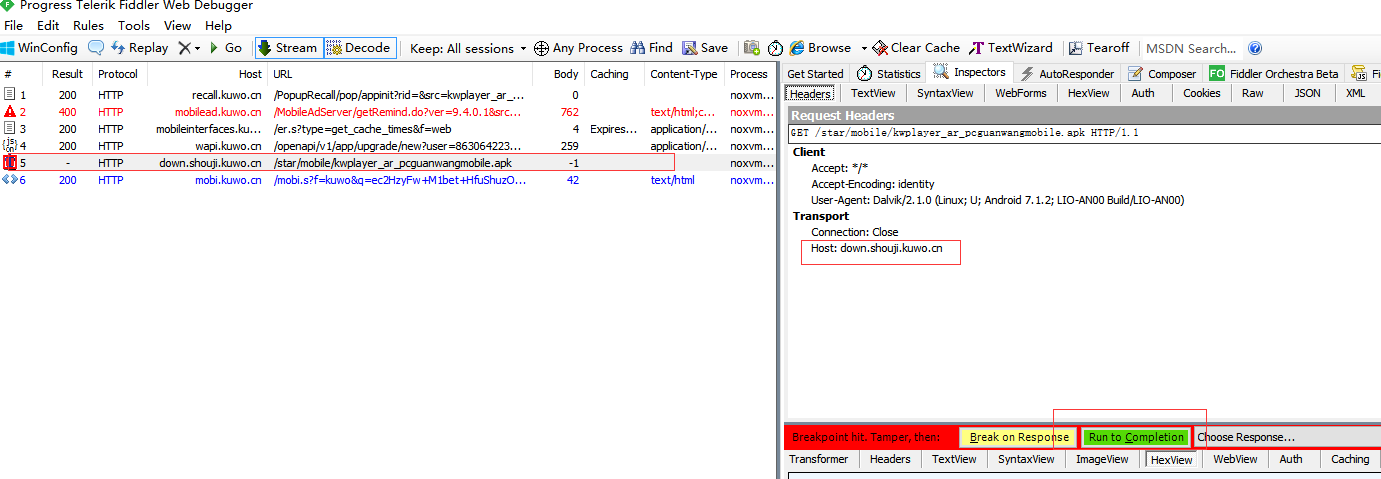 Progress Telerik Fiddler Web Debugger
File Edit Rules Tools View Help
WinConfig Replay Go Stream Decode Keep: All sessions Any Process Find Save Browse Clear Cache TextWizard Tearoff MSDN Search...
# Result Protocol Host URL Body Caching Content-Type Process
1 200 HTTP recall.kuwo.cn /PopupRecall/pop/appinit?rid=&src=kwplayer_ar_... 0 noxvm...
2 400 HTTP mobilead.kuwo.cn /MobileAdServer/getRemind.do?ver=9.4.0.1&src... 762 text/html;c... noxvm...
3 200 HTTP mobileinterfaces.ku... /er.s?type=get_cache_times&f=web 4 Expires... application/... noxvm...
4 200 HTTP wapi.kuwo.cn /openapi/v1/app/upgrade/new?user=863064223... 259 application/... noxvm...
5 - HTTP down.shouji.kuwo.cn /star/mobile/kwplayer_ar_pcguanwangmobile.apk -1 noxvm...
6 200 HTTP mobi.kuwo.cn /mobi.s?f=kuwo&q=ec2HzyFw+M1bet+HfuShuzO... 42 text/html noxvm...
Get Started Statistics Inspectors AutoResponder Composer FO Fiddler Orchestra Beta Fi
Headers TextView SyntaxView WebForms HexView Auth Cookies Raw JSON XML
Request Headers
GET /star/mobile/kwplayer_ar_pcguanwangmobile.apk HTTP/1.1
Client
Accept: */*
Accept-Encoding: identity
User-Agent: Dalvik/2.1.0 (Linux; U; Android 7.1.2; LIO-AN00 Build/LIO-AN00)
Transport
Connection: Close
Host: down.shouji.kuwo.cn
Breakpoint hit. Tamper, then: Break on Response Run to Completion Choose Response...
Transformer Headers TextView SyntaxView ImageView HexView WebView Auth Caching